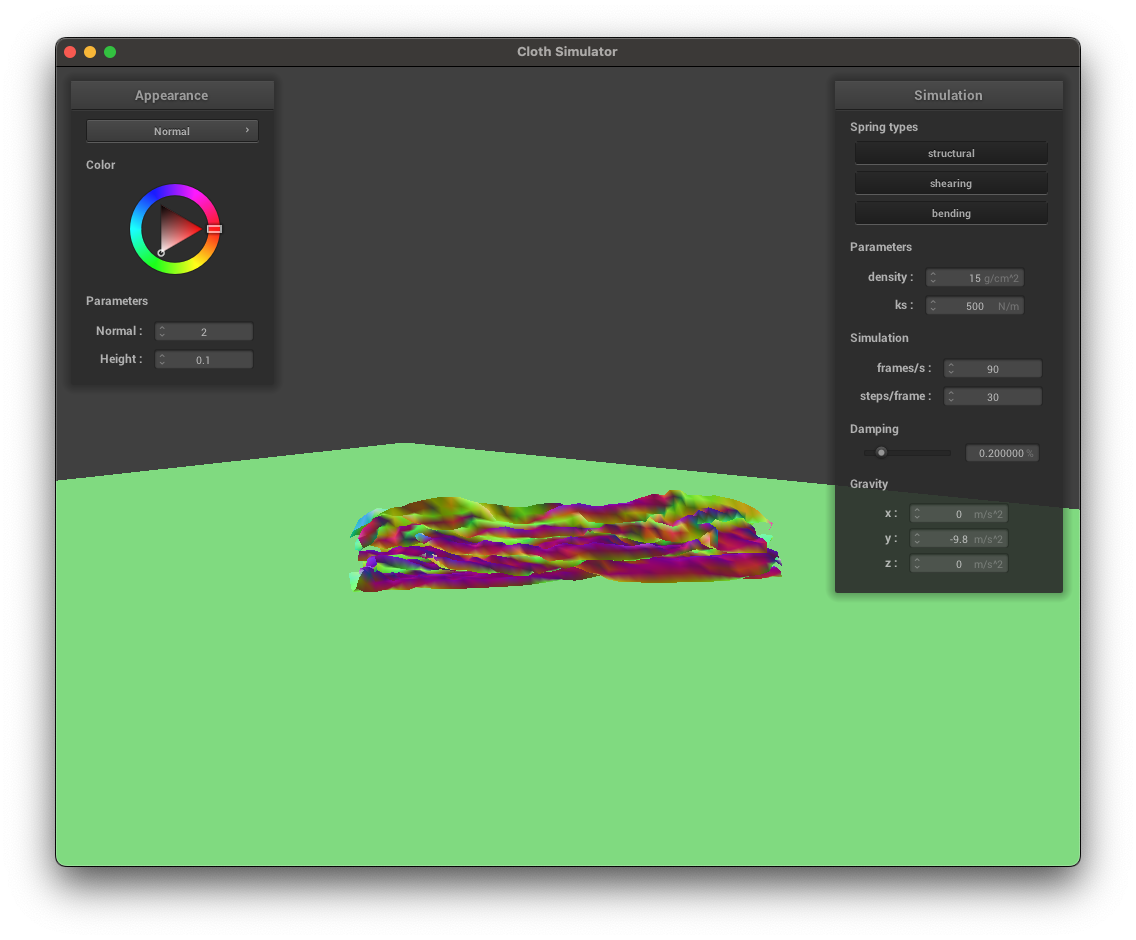 Cloth Simulator
Appearance
Normal ›
Color
Parameters
Normal : 2
Height : 0.1
Simulation
Spring types
structural
shearing
bending
Parameters
density : 15 g/cm^2
ks : 500 N/m
Simulation
frames/s : 90
steps/frame : 30
Damping
0.200000 %
Gravity
x : 0 m/s^2
y : -9.8 m/s^2
z : 0 m/s^2